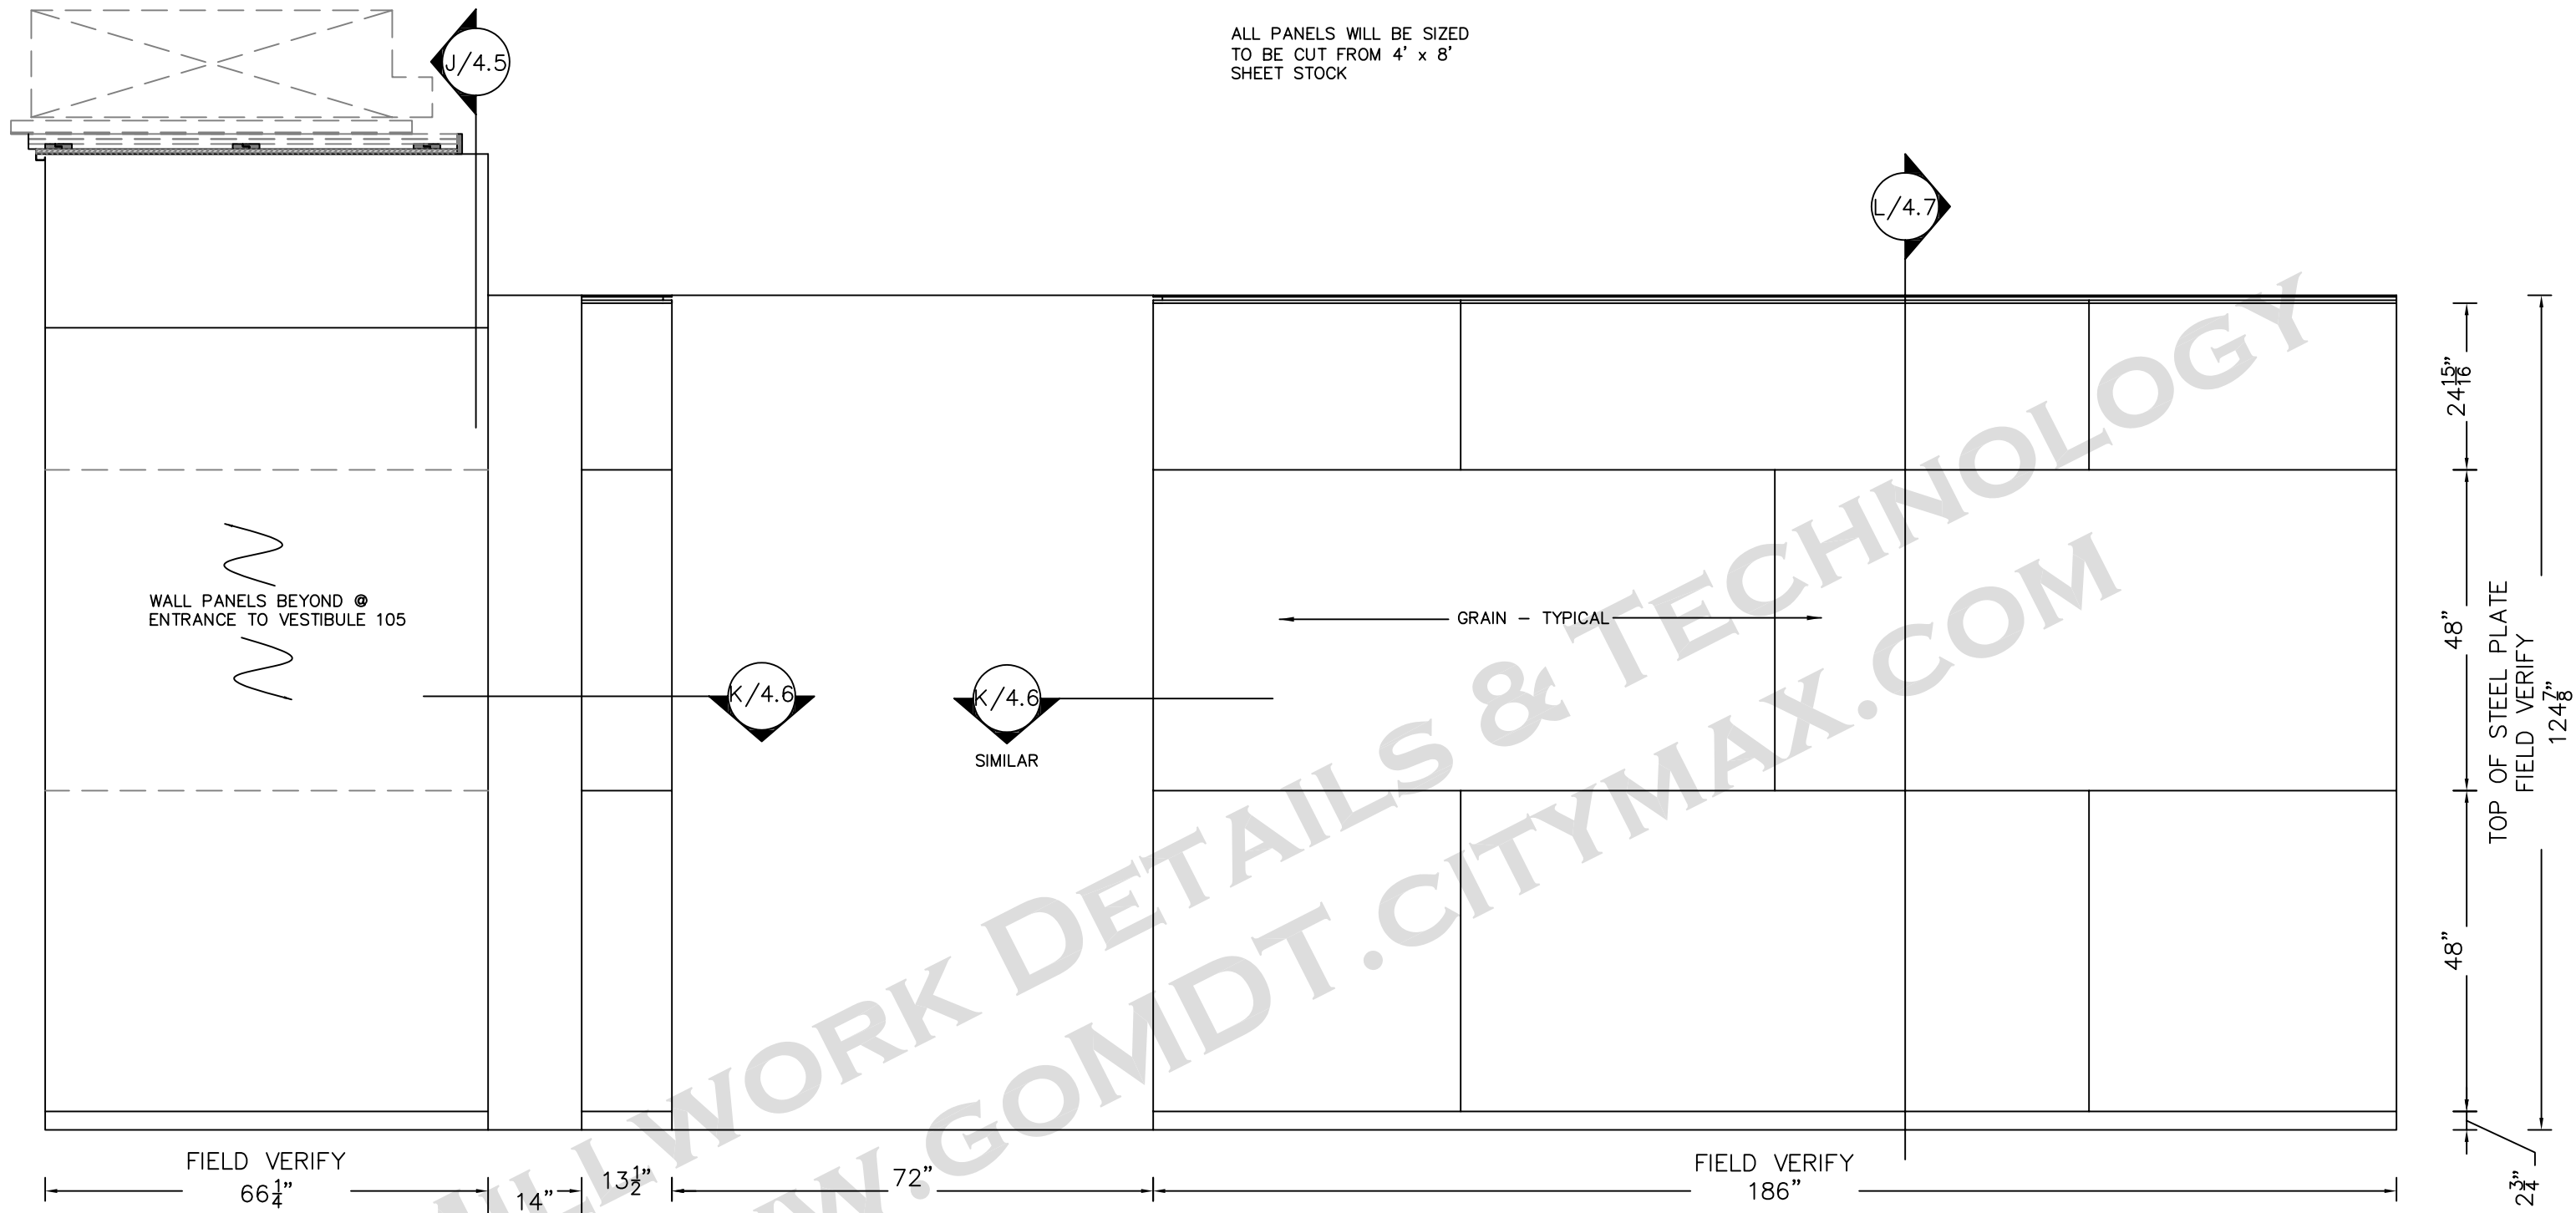 ALL PANELS WILL BE SIZED
TO BE CUT FROM 4' x 8'
SHEET STOCK
J/4.5
L/4.7
WALL PANELS BEYOND @
ENTRANCE TO VESTIBULE 105
GRAIN – TYPICAL
K/4.6
K/4.6
SIMILAR
24 15/16"
48"
48"
2 3/4"
TOP OF STEEL PLATE
FIELD VERIFY
124 7/8"
FIELD VERIFY
66 1/4"
14"
13 1/2"
72"
FIELD VERIFY
186"
MILLWORK DETAILS & TECHNOLOGY
WW.GOMDT.CITYMAX.COM